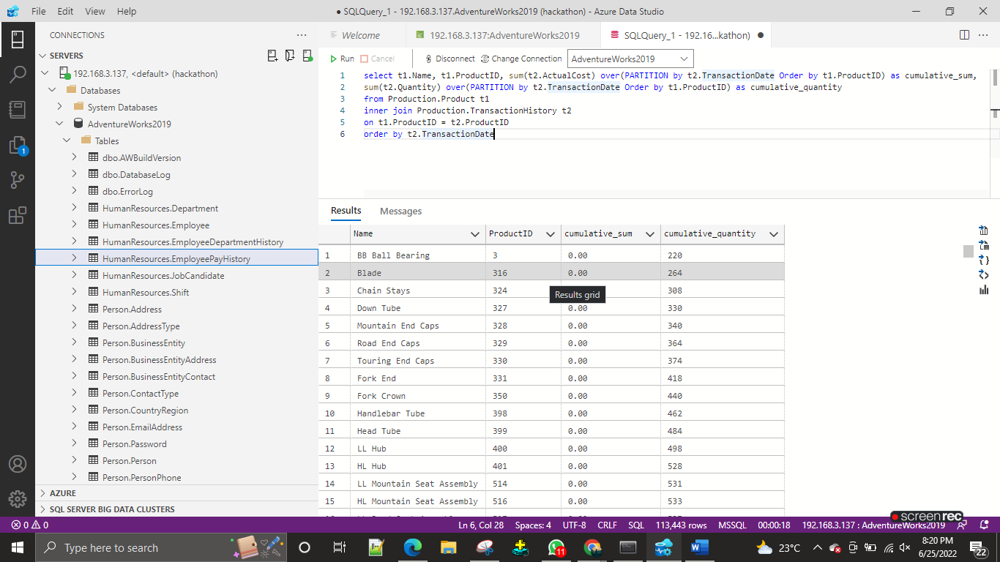 File Edit View Help
● SQLQuery_1 - 192.168.3.137.AdventureWorks2019 (hackathon) - Azure Data Studio
CONNECTIONS
SERVERS
192.168.3.137, <default> (hackathon)
Databases
System Databases
AdventureWorks2019
Tables
dbo.AWBuildVersion
dbo.DatabaseLog
dbo.ErrorLog
HumanResources.Department
HumanResources.Employee
HumanResources.EmployeeDepartmentHistory
HumanResources.EmployeePayHistory
HumanResources.JobCandidate
HumanResources.Shift
Person.Address
Person.AddressType
Person.BusinessEntity
Person.BusinessEntityAddress
Person.BusinessEntityContact
Person.ContactType
Person.CountryRegion
Person.EmailAddress
Person.Password
Person.Person
Person.PersonPhone
AZURE
SQL SERVER BIG DATA CLUSTERS
1
Welcome 192.168.3.137:AdventureWorks2019 SQLQuery_1 - 192.16...kathon) ●
Run Cancel Disconnect Change Connection AdventureWorks2019
1 select t1.Name, t1.ProductID, sum(t2.ActualCost) over(PARTITION by t2.TransactionDate Order by t1.ProductID) as cumulative_sum,
2 sum(t2.Quantity) over(PARTITION by t2.TransactionDate Order by t1.ProductID) as cumulative_quantity
3 from Production.Product t1
4 inner join Production.TransactionHistory t2
5 on t1.ProductID = t2.ProductID
6 order by t2.TransactionDate
Results Messages
Name ProductID cumulative_sum cumulative_quantity
1 BB Ball Bearing 3 0.00 220
2 Blade 316 0.00 264
3 Chain Stays 324 308
Results grid
4 Down Tube 327 0.00 330
5 Mountain End Caps 328 0.00 340
6 Road End Caps 329 0.00 364
7 Touring End Caps 330 0.00 374
8 Fork End 331 0.00 418
9 Fork Crown 350 0.00 440
10 Handlebar Tube 398 0.00 462
11 Head Tube 399 0.00 484
12 LL Hub 400 0.00 498
13 HL Hub 401 0.00 528
14 LL Mountain Seat Assembly 514 0.00 531
15 HL Mountain Seat Assembly 516 0.00 533
screenrec
0 0 Ln 6, Col 28 Spaces: 4 UTF-8 CRLF SQL 113,443 rows MSSQL 00:00:18 192.168.3.137 : AdventureWorks2019
Type here to search
11
23°C
8:20 PM
6/25/2022
22